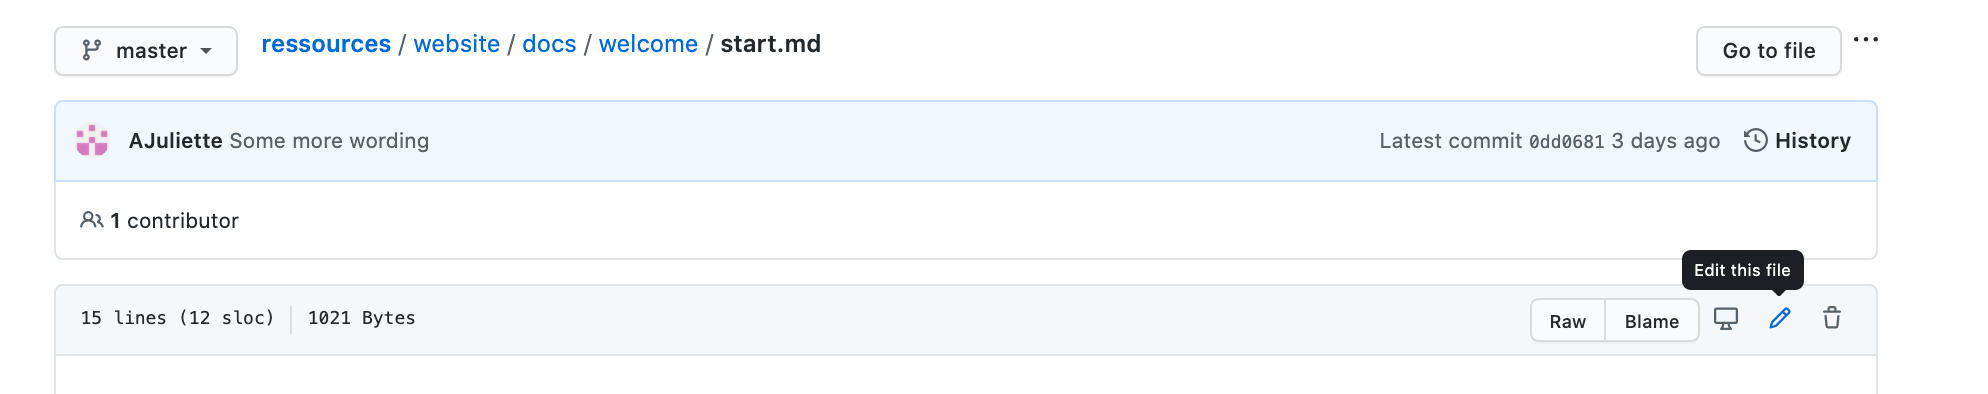 master ressources / website / docs / welcome / start.md Go to file ...
AJuliette Some more wording Latest commit 0dd0681 3 days ago History
1 contributor
Edit this file
15 lines (12 sloc) 1021 Bytes Raw Blame